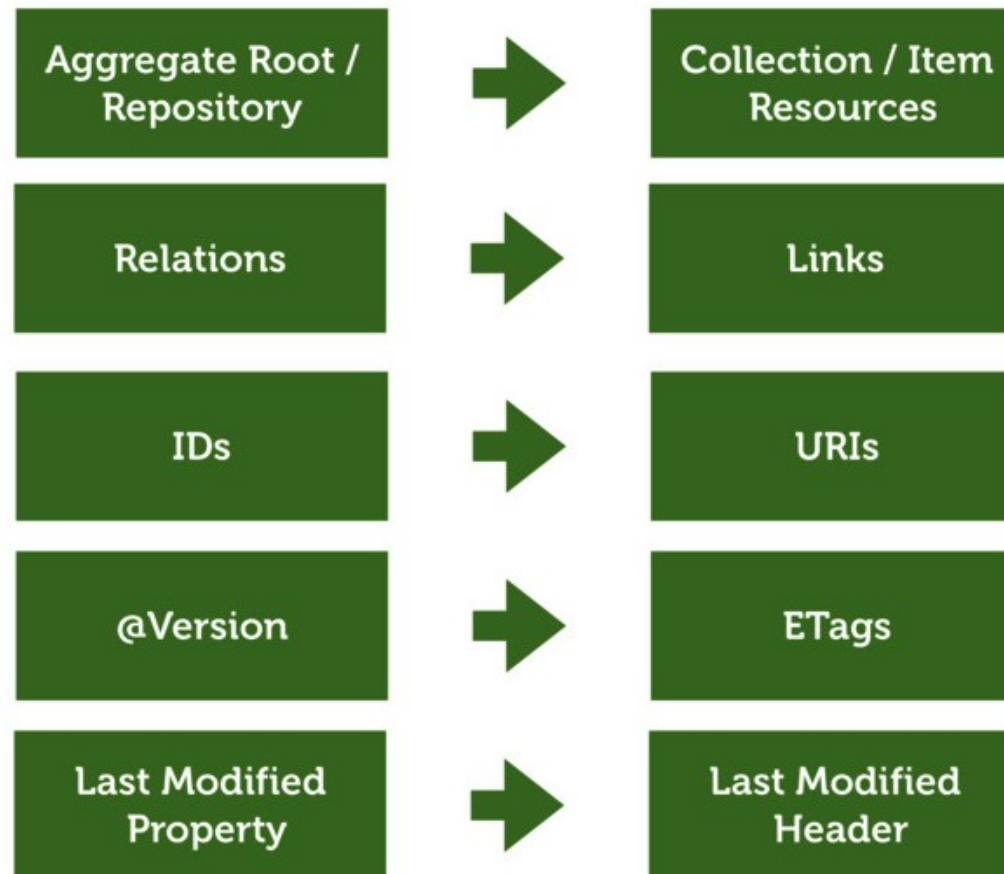 Aggregate Root /
Repository
Collection / Item
Resources
Relations
Links
IDs
URIs
@Version
ETags
Last Modified
Property
Last Modified
Header